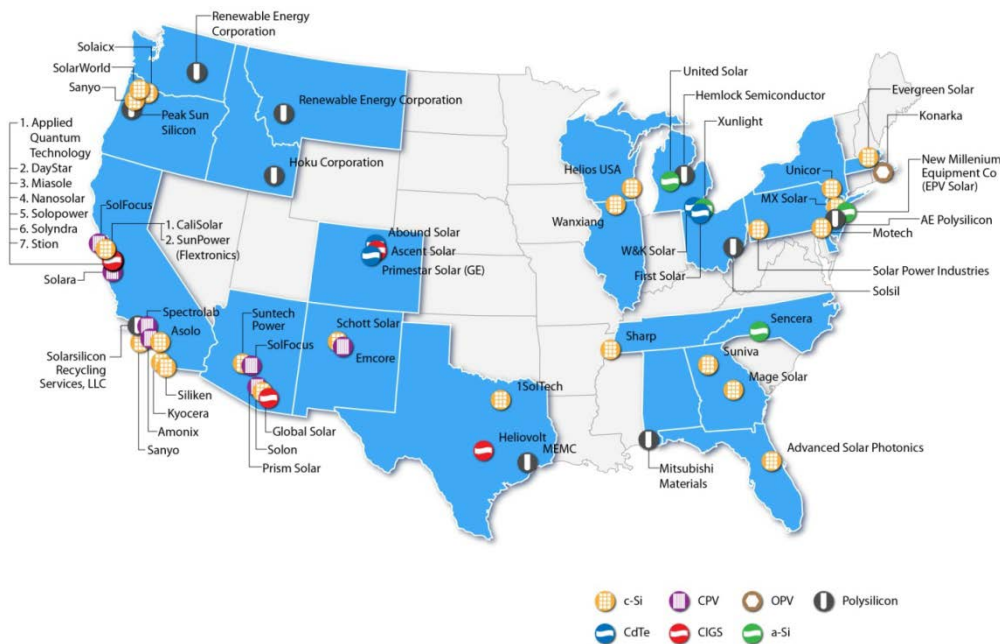 Renewable Energy
Corporation
Solaicx
SolarWorld
Sanyo
Peak Sun
Silicon
Renewable Energy Corporation
Hoku Corporation
1. Applied
Quantum
Technology
2. DayStar
3. Miasole
4. Nanosolar
5. Solopower
6. Solyndra
7. Stion
SolFocus
1. CaliSolar
2. SunPower
(Flextronics)
Solara
Spectrolab
Asolo
Solarsilicon
Recycling
Services, LLC
Siliken
Kyocera
Amonix
Sanyo
Suntech
Power
SolFocus
Global Solar
Solon
Prism Solar
Abound Solar
Ascent Solar
Primestar Solar (GE)
Schott Solar
Emcore
1SolTech
Heliovolt
MEMC
United Solar
Hemlock Semiconductor
Xunlight
Helios USA
Wanxiang
W&K Solar
First Solar
Evergreen Solar
Konarka
New Millenium
Equipment Co
(EPV Solar)
Unicor
MX Solar
AE Polysilicon
Motech
Solar Power Industries
Solsil
Sharp
Sencera
Suniva
Mage Solar
Mitsubishi
Materials
Advanced Solar Photonics
c-Si
CPV
OPV
Polysilicon
CdTe
CIGS
a-Si